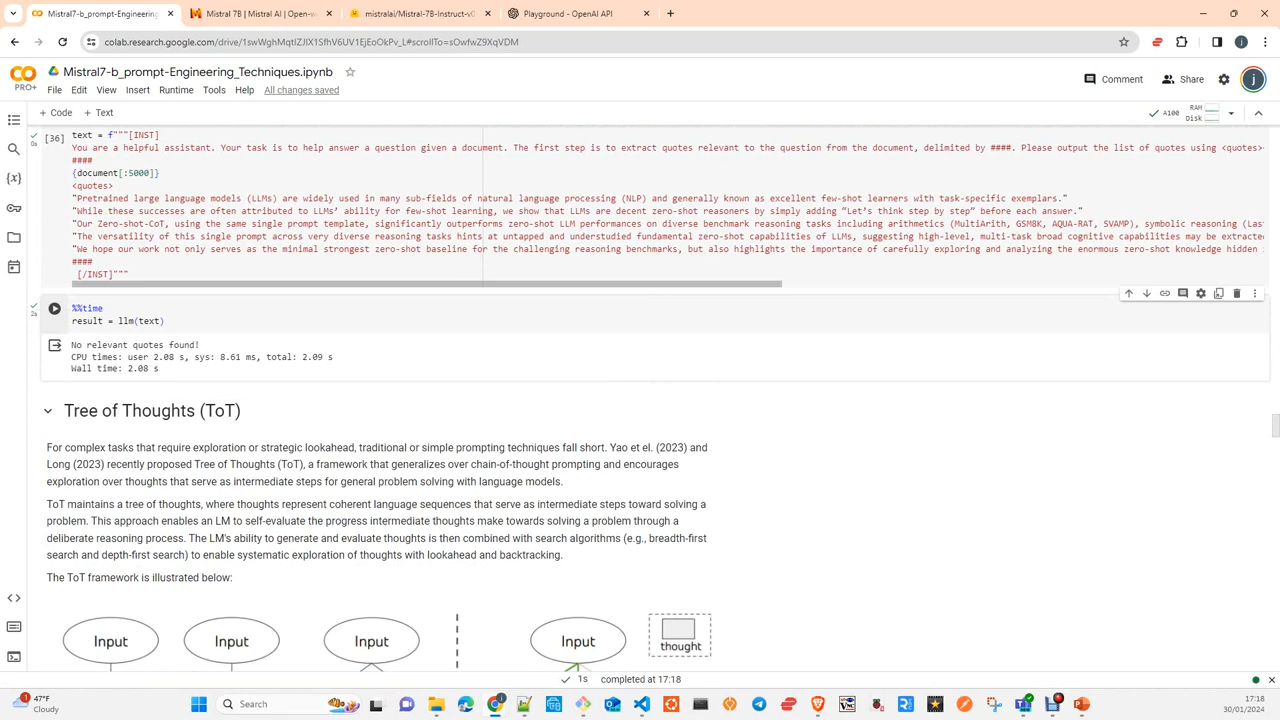 Mistral7-b_prompt-Engineering
Mistral 7B | Mistral AI | Open-w
mistralai/Mistral-7B-Instruct-v0
Playground - OpenAI API
colab.research.google.com/drive/1swWghMqtlZJIX1SfhV6UV1EjEoOkPv_L#scrollTo=sOwfwZ9XqVDM
Mistral7-b_prompt-Engineering_Techniques.ipynb
PRO+
File Edit View Insert Runtime Tools Help All changes saved
Comment Share j
+ Code + Text
A100 RAM Disk
[36] text = f"""[INST]
0s
You are a helpful assistant. Your task is to help answer a question given a document. The first step is to extract quotes relevant to the question from the document, delimited by ####. Please output the list of quotes using <quotes>
####
{document[:5000]}
<quotes>
"Pretrained large language models (LLMs) are widely used in many sub-fields of natural language processing (NLP) and generally known as excellent few-shot learners with task-specific exemplars."
"While these successes are often attributed to LLMs’ ability for few-shot learning, we show that LLMs are decent zero-shot reasoners by simply adding “Let’s think step by step” before each answer."
"Our Zero-shot-CoT, using the same single prompt template, significantly outperforms zero-shot LLM performances on diverse benchmark reasoning tasks including arithmetics (MultiArith, GSM8K, AQUA-RAT, SVAMP), symbolic reasoning (Las
"The versatility of this single prompt across very diverse reasoning tasks hints at untapped and understudied fundamental zero-shot capabilities of LLMs, suggesting high-level, multi-task broad cognitive capabilities may be extracte
"We hope our work not only serves as the minimal strongest zero-shot baseline for the challenging reasoning benchmarks, but also highlights the importance of carefully exploring and analyzing the enormous zero-shot knowledge hidden
####
[/INST]"""
%%time
2s
result = llm(text)
No relevant quotes found!
CPU times: user 2.08 s, sys: 8.61 ms, total: 2.09 s
Wall time: 2.08 s
Tree of Thoughts (ToT)
For complex tasks that require exploration or strategic lookahead, traditional or simple prompting techniques fall short. Yao et el. (2023) and
Long (2023) recently proposed Tree of Thoughts (ToT), a framework that generalizes over chain-of-thought prompting and encourages
exploration over thoughts that serve as intermediate steps for general problem solving with language models.
ToT maintains a tree of thoughts, where thoughts represent coherent language sequences that serve as intermediate steps toward solving a
problem. This approach enables an LM to self-evaluate the progress intermediate thoughts make towards solving a problem through a
deliberate reasoning process. The LM's ability to generate and evaluate thoughts is then combined with search algorithms (e.g., breadth-first
search and depth-first search) to enable systematic exploration of thoughts with lookahead and backtracking.
The ToT framework is illustrated below:
Input Input Input Input
thought
1s completed at 17:18
47°F
Cloudy
Search
17:18
30/01/2024